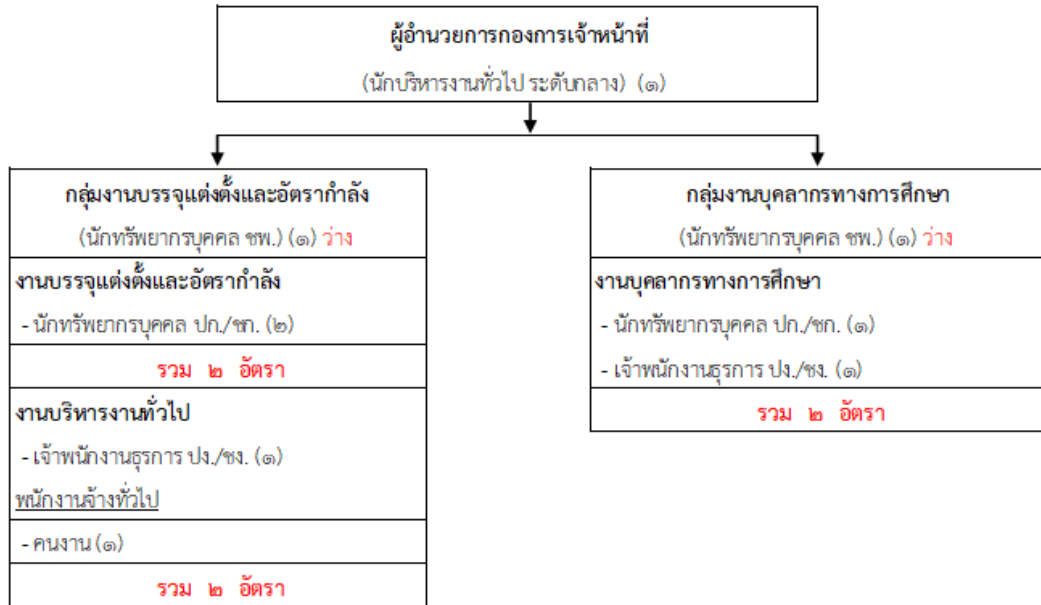 ผู้อำนวยการกองการเจ้าหน้าที่
(นักบริหารงานทั่วไป ระดับกลาง) (๑)
กลุ่มงานบรรจุแต่งตั้งและอัตรากำลัง
(นักทรัพยากรบุคคล ชพ.) (๑) ว่าง
งานบรรจุแต่งตั้งและอัตรากำลัง
- นักทรัพยากรบุคคล ปก./ชก. (๒)
รวม ๒ อัตรา
งานบริหารงานทั่วไป
- เจ้าพนักงานธุรการ ปง./ชง. (๑)
พนักงานจ้างทั่วไป
- คนงาน (๑)
รวม ๒ อัตรา
กลุ่มงานบุคลากรทางการศึกษา
(นักทรัพยากรบุคคล ชพ.) (๑) ว่าง
งานบุคลากรทางการศึกษา
- นักทรัพยากรบุคคล ปก./ชก. (๑)
- เจ้าพนักงานธุรการ ปง./ชง. (๑)
รวม ๒ อัตรา